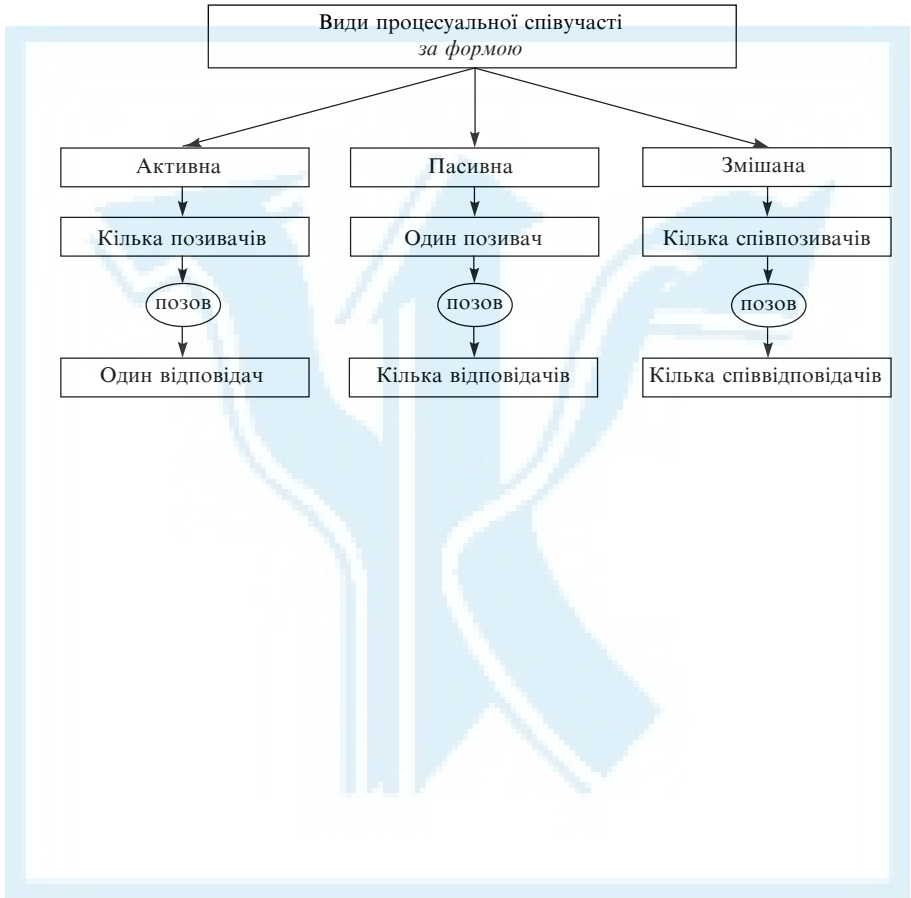 Види процесуальної співучасті
за формою
Активна
Пасивна
Змішана
Кілька позивачів
Один позивач
Кілька співпозивачів
позов
позов
позов
Один відповідач
Кілька відповідачів
Кілька співвідповідачів